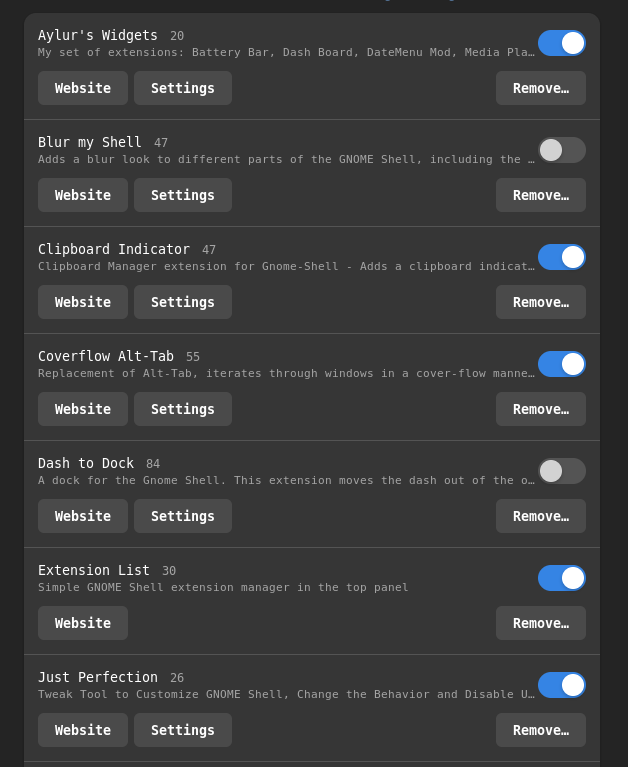 Aylur's Widgets 20
My set of extensions: Battery Bar, Dash Board, DateMenu Mod, Media Pla…
Website Settings Remove…
Blur my Shell 47
Adds a blur look to different parts of the GNOME Shell, including the …
Website Settings Remove…
Clipboard Indicator 47
Clipboard Manager extension for Gnome-Shell - Adds a clipboard indicat…
Website Settings Remove…
Coverflow Alt-Tab 55
Replacement of Alt-Tab, iterates through windows in a cover-flow manne…
Website Settings Remove…
Dash to Dock 84
A dock for the Gnome Shell. This extension moves the dash out of the o…
Website Settings Remove…
Extension List 30
Simple GNOME Shell extension manager in the top panel
Website Remove…
Just Perfection 26
Tweak Tool to Customize GNOME Shell, Change the Behavior and Disable U…
Website Settings Remove…